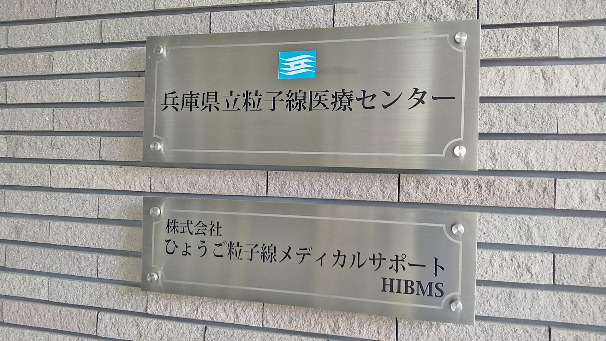 兵庫県立粒子線医療センター
株式会社
ひょうご粒子線メディカルサポート
HIBMS